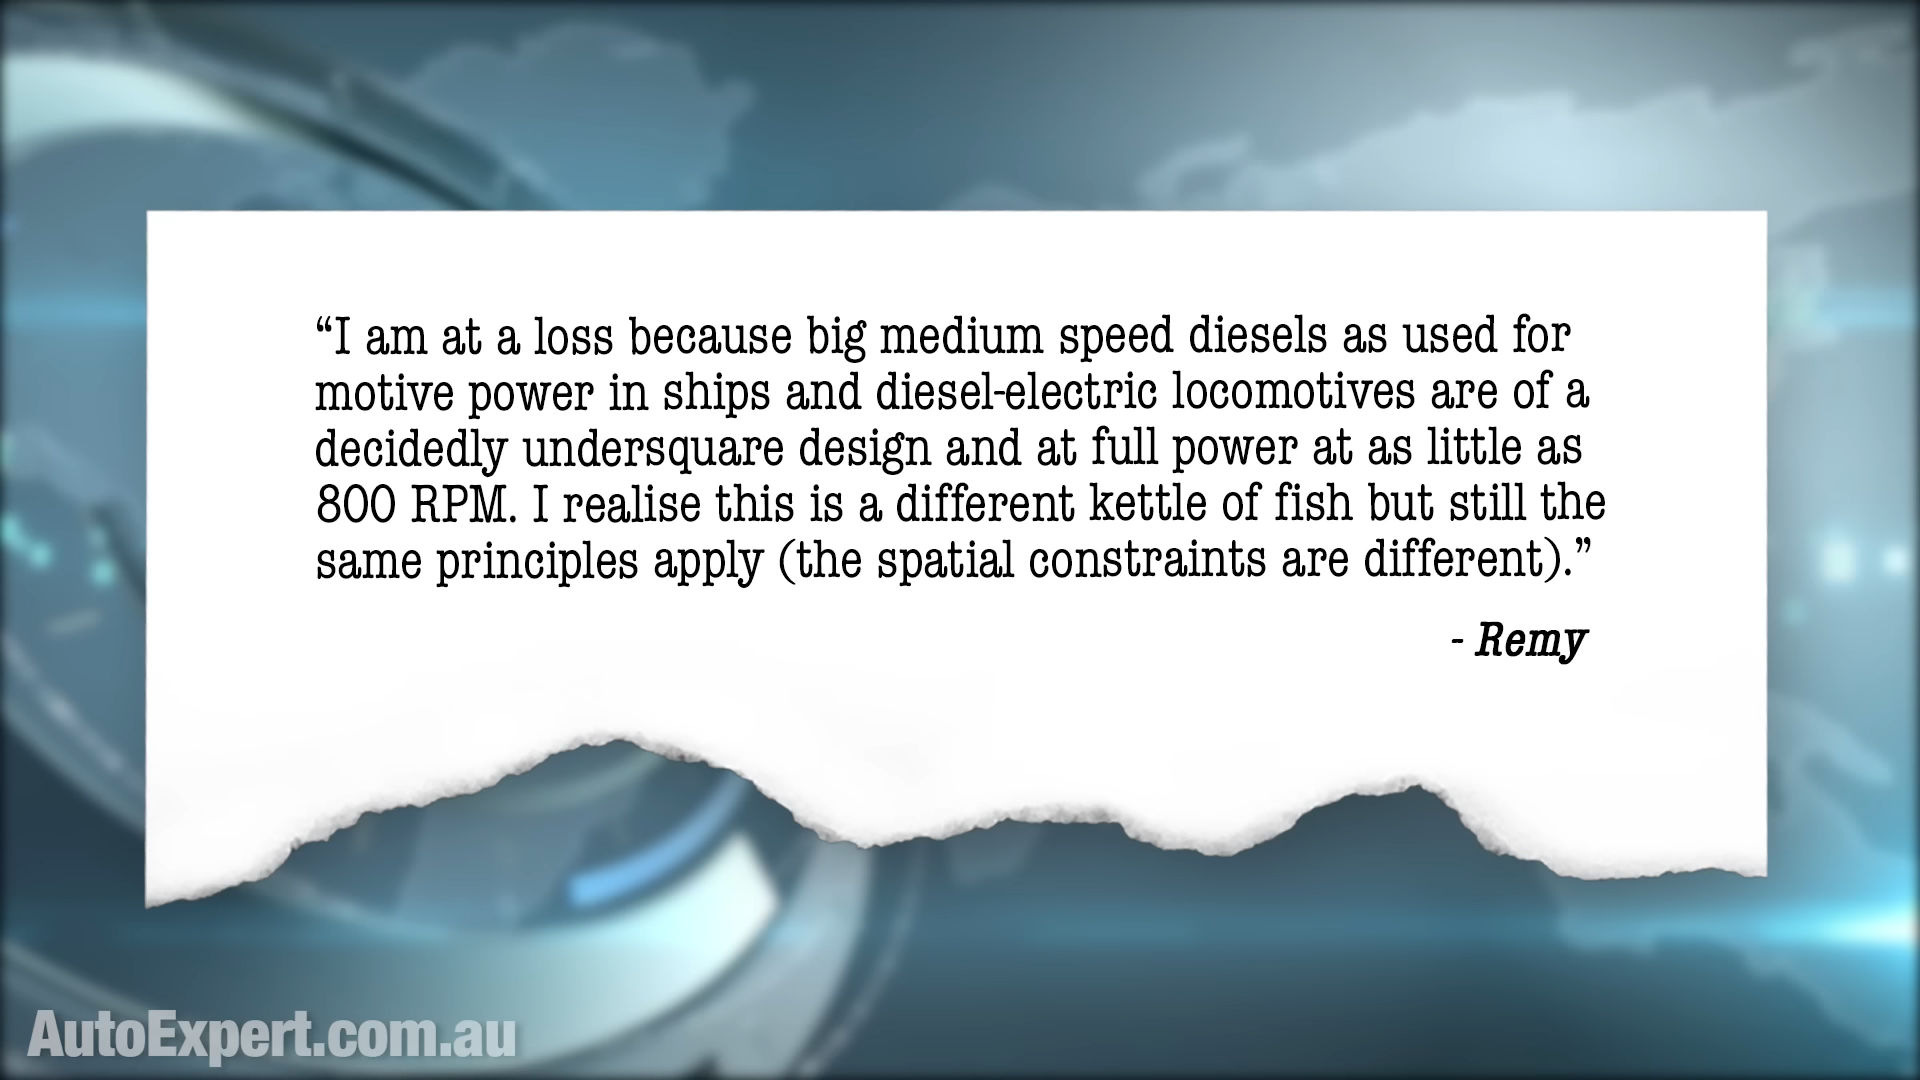 “I am at a loss because big medium speed diesels as used for
motive power in ships and diesel-electric locomotives are of a
decidedly undersquare design and at full power at as little as
800 RPM. I realise this is a different kettle of fish but still the
same principles apply (the spatial constraints are different).”
- Remy
AutoExpert.com.au